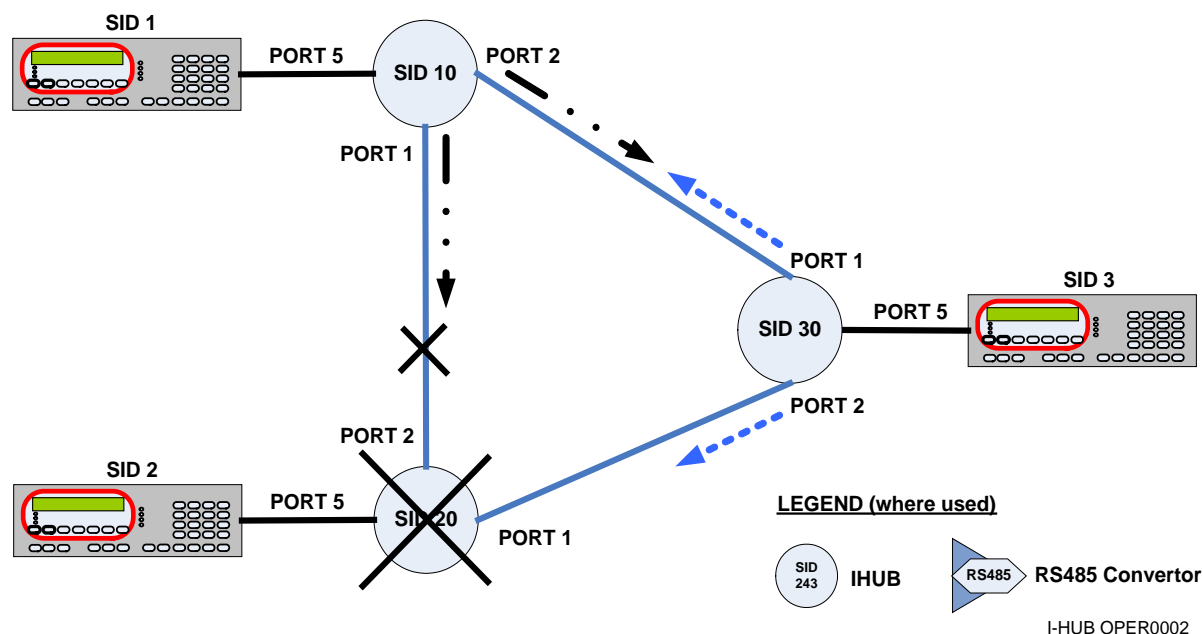 SID 1
PORT 5
SID 10
PORT 2
PORT 1
PORT 1
SID 3
SID 30
PORT 5
PORT 2
PORT 2
SID 2
PORT 5
SID 20
PORT 1
LEGEND (where used)
SID
243
IHUB
RS485
RS485 Convertor
I-HUB OPER0002